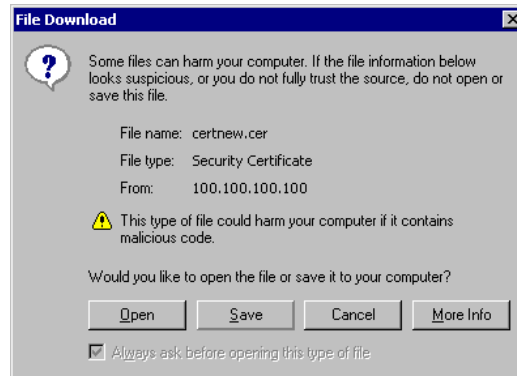 File Download
Some files can harm your computer. If the file information below
looks suspicious, or you do not fully trust the source, do not open or
save this file.
File name: certnew.cer
File type: Security Certificate
From: 100.100.100.100
This type of file could harm your computer if it contains
malicious code.
Would you like to open the file or save it to your computer?
Open Save Cancel More Info
Always ask before opening this type of file